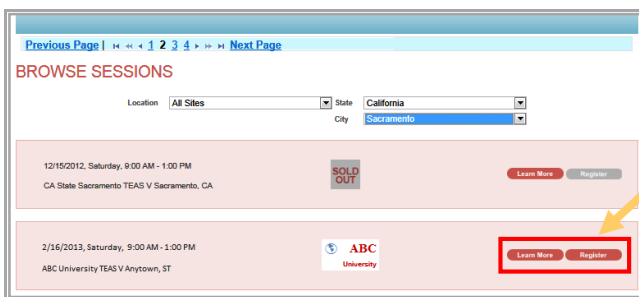 Previous Page | 1 2 3 4 Next Page
BROWSE SESSIONS
Location All Sites State California
City Sacramento
12/15/2012, Saturday, 9:00 AM - 1:00 PM
SOLD
OUT
Learn More Register
CA State Sacramento TEAS V Sacramento, CA
2/16/2013, Saturday, 9:00 AM - 1:00 PM
ABC
University
Learn More Register
ABC University TEAS V Anytown, ST